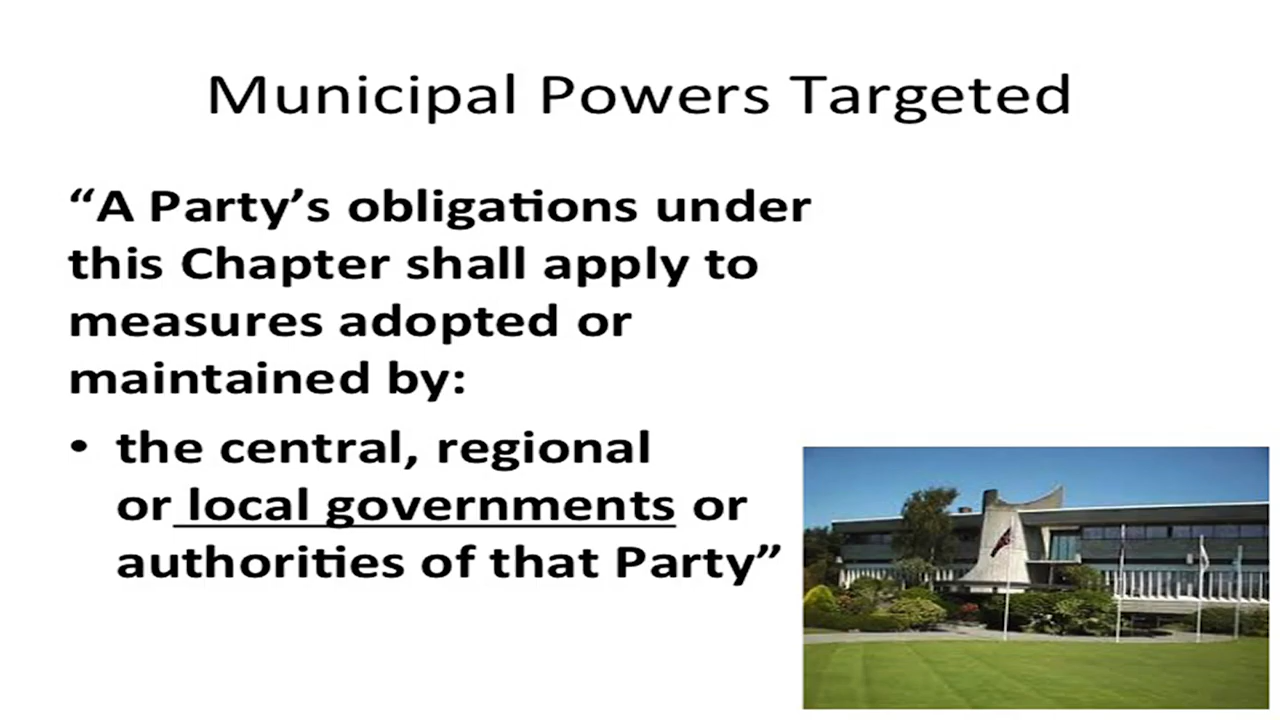 Municipal Powers Targeted
“A Party’s obligations under
this Chapter shall apply to
measures adopted or
maintained by:
• the central, regional
or local governments or
authorities of that Party”